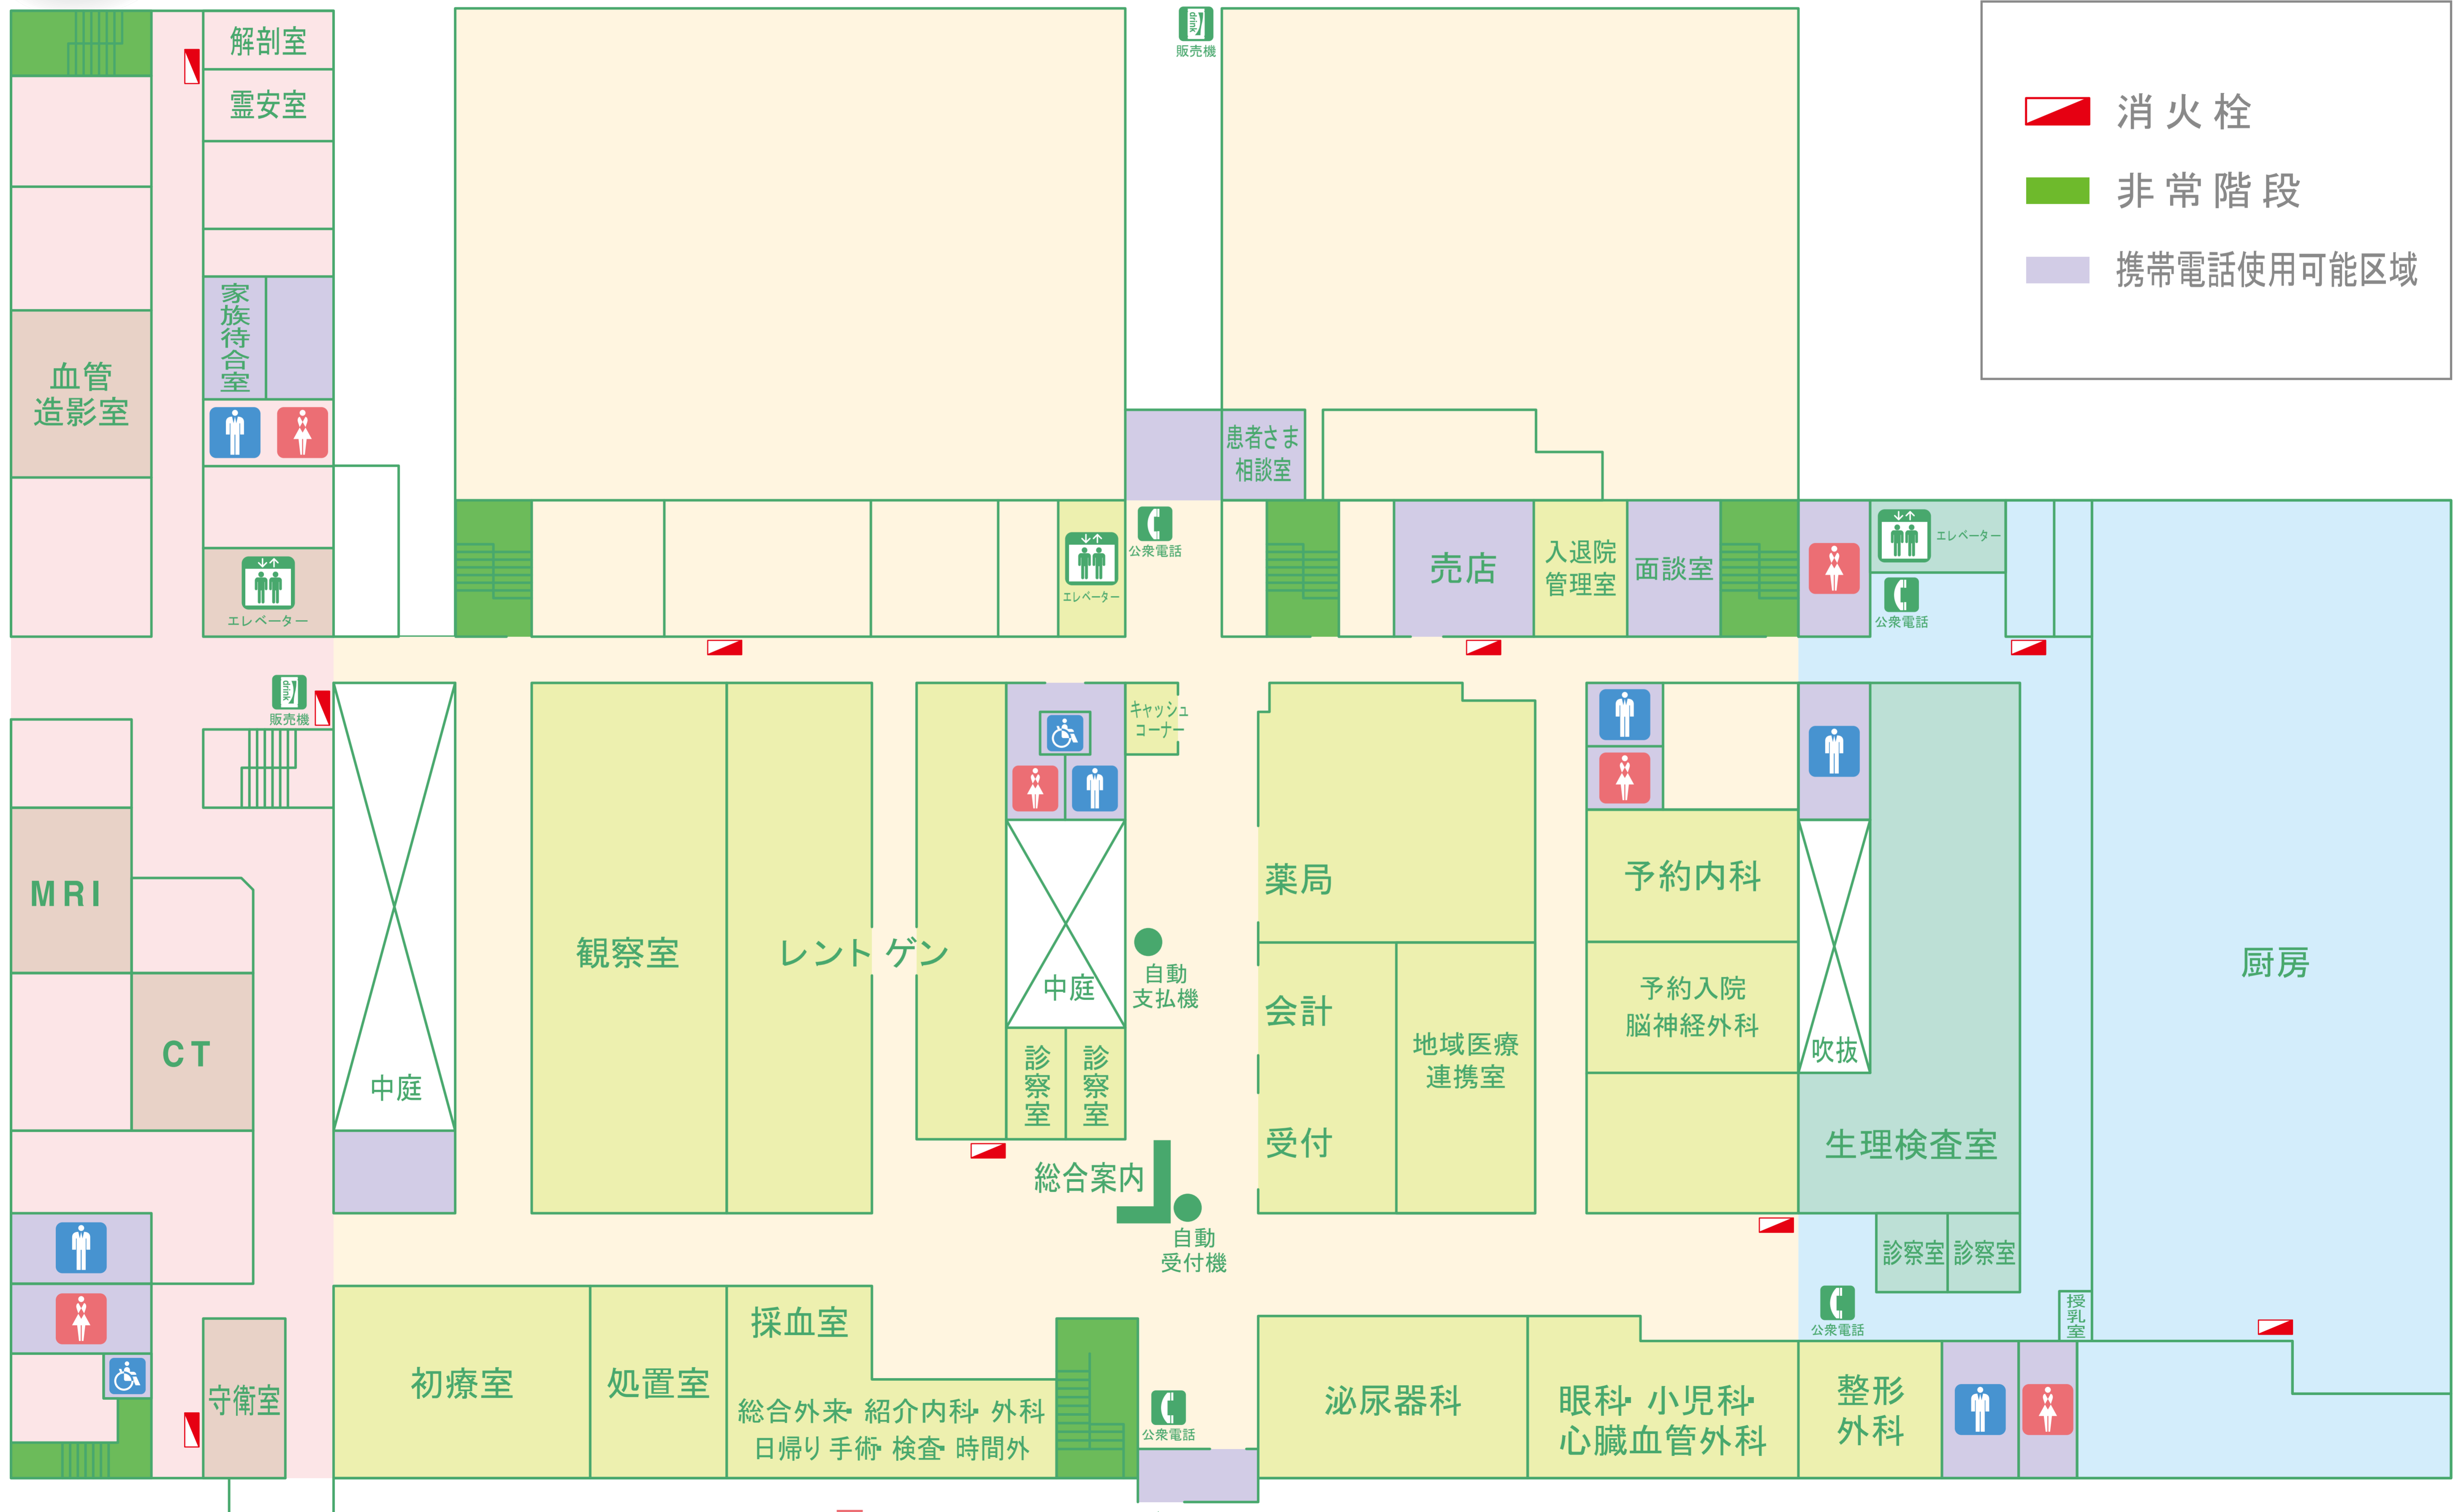 解剖室
霊安室
家族待合室
血管
造影室
エレベーター
drink
販売機
消火栓
非常階段
携帯電話使用可能区域
drink
販売機
患者さま
相談室
公衆電話
エレベーター
売店
入退院
管理室
面談室
エレベーター
公衆電話
MRI
CT
中庭
観察室
レントゲン
キャッシュ
コーナー
中庭
診察室
診察室
自動
支払機
総合案内
自動
受付機
薬局
会計
受付
地域医療
連携室
予約内科
予約入院
脳神経外科
吹抜
生理検査室
診察室
診察室
厨房
授乳室
公衆電話
守衛室
初療室
処置室
採血室
総合外来・紹介内科・外科
日帰り手術・検査・時間外
公衆電話
泌尿器科
眼科・小児科・
心臓血管外科
整形
外科